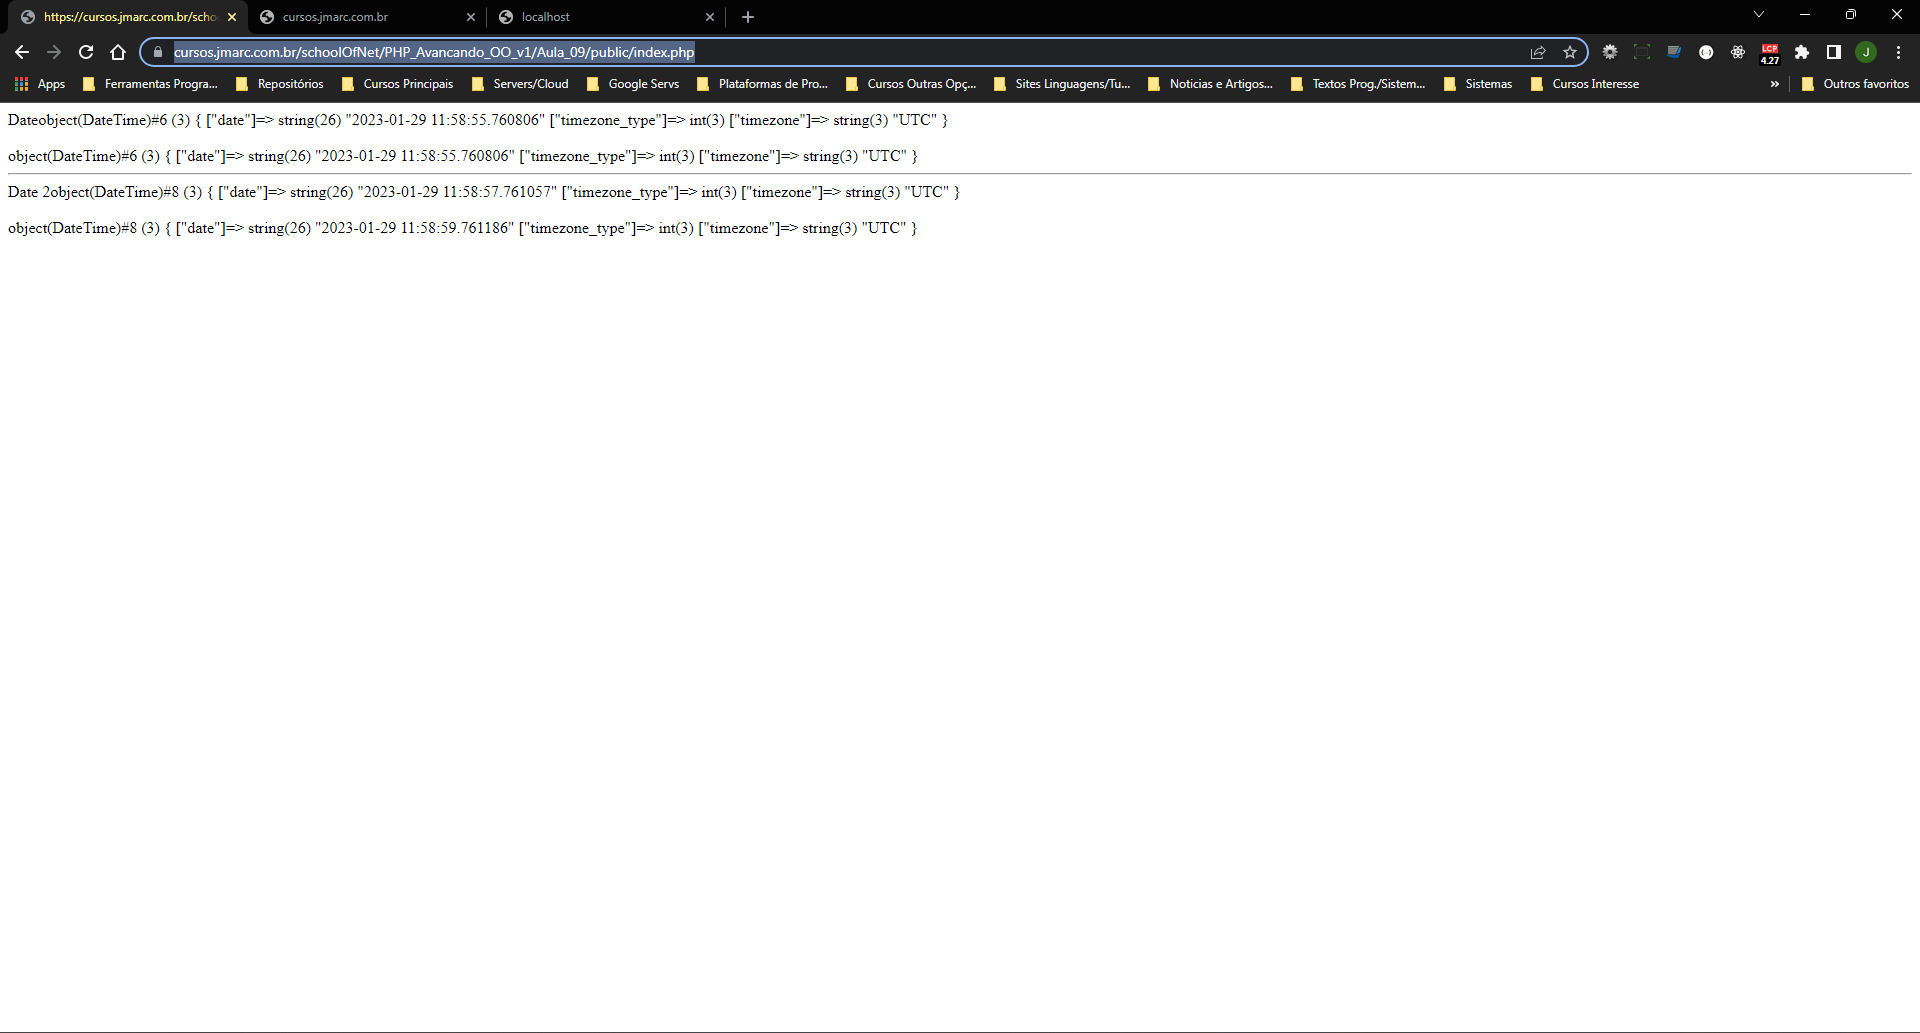 https://cursos.jmarc.com.br/scho
cursos.jmarc.com.br
localhost
cursos.jmarc.com.br/schoolOfNet/PHP_Avancando_OO_v1/Aula_09/public/index.php
LCP
4.27
J
Apps
Ferramentas Progra...
Repositórios
Cursos Principais
Servers/Cloud
Google Servs
Plataformas de Pro...
Cursos Outras Opç...
Sites Linguagens/Tu...
Noticias e Artigos...
Textos Prog./Sistem...
Sistemas
Cursos Interesse
»
Outros favoritos
Dateobject(DateTime)#6 (3) { ["date"]=> string(26) "2023-01-29 11:58:55.760806" ["timezone_type"]=> int(3) ["timezone"]=> string(3) "UTC" }
object(DateTime)#6 (3) { ["date"]=> string(26) "2023-01-29 11:58:55.760806" ["timezone_type"]=> int(3) ["timezone"]=> string(3) "UTC" }
Date 2object(DateTime)#8 (3) { ["date"]=> string(26) "2023-01-29 11:58:57.761057" ["timezone_type"]=> int(3) ["timezone"]=> string(3) "UTC" }
object(DateTime)#8 (3) { ["date"]=> string(26) "2023-01-29 11:58:59.761186" ["timezone_type"]=> int(3) ["timezone"]=> string(3) "UTC" }